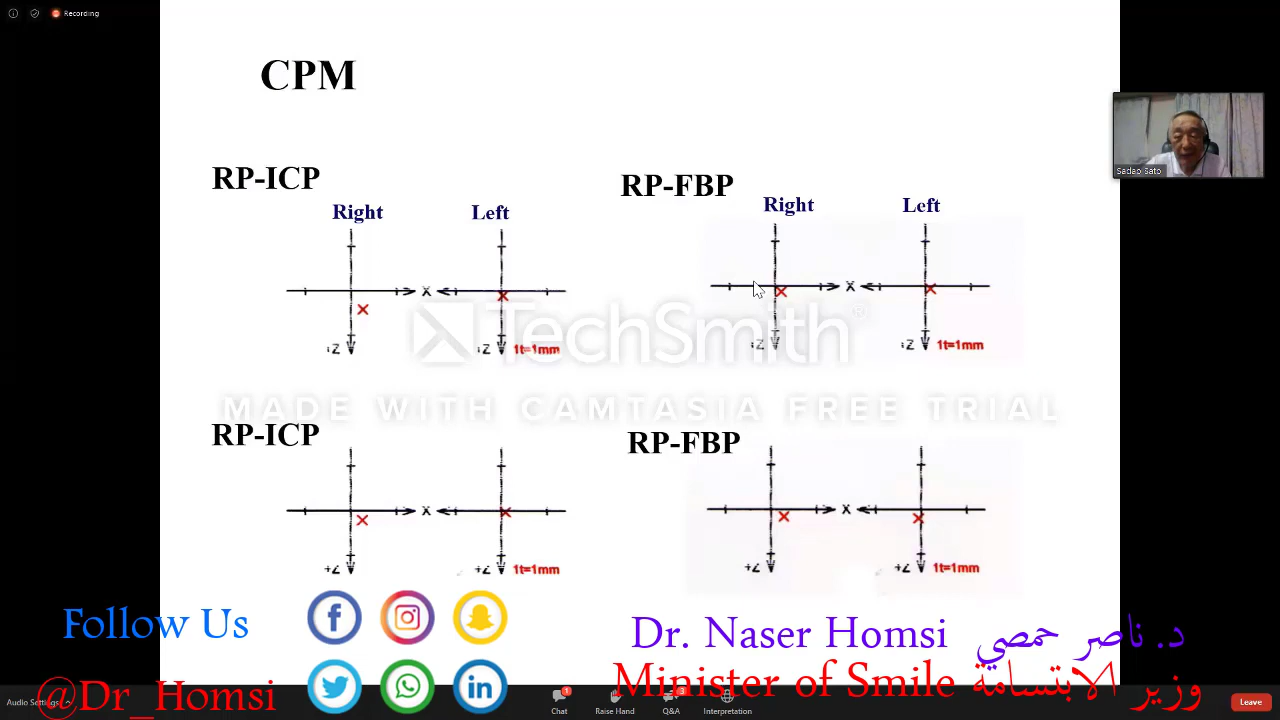 Recording
CPM
RP-ICP
Right
Left
X
+Z
+Z
1t=1mm
RP-FBP
Right
Left
X
+Z
+Z
1t=1mm
Sadao Sato
TechSmith®
MADE WITH CAMTASIA FREE TRIAL
RP-ICP
X
+Z
+Z
1t=1mm
RP-FBP
X
+Z
+Z
1t=1mm
Follow Us
@Dr_Homsi
Dr. Naser Homsi د. ناصر حمصي
Minister of Smile وزير الابتسامة
Audio Settings
1
Chat
Raise Hand
3
Q&A
Interpretation
Leave